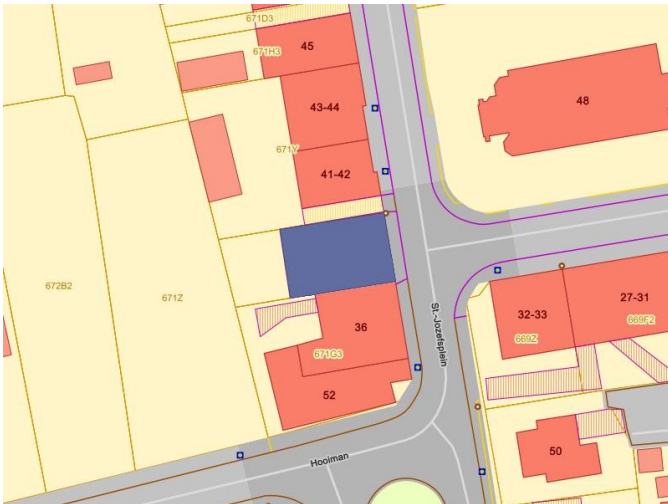 671D3
45
671H3
43-44
48
671Y
41-42
672B2
671Z
St.-Jozefsplein
27-31
32-33
669F2
36
669Z
671G3
52
50
Hooiman